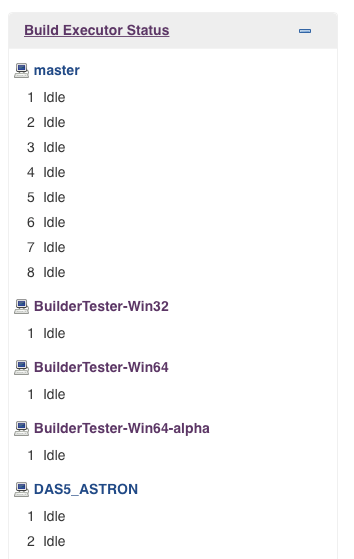 Build Executor Status
master
1 Idle
2 Idle
3 Idle
4 Idle
5 Idle
6 Idle
7 Idle
8 Idle
BuilderTester-Win32
1 Idle
BuilderTester-Win64
1 Idle
BuilderTester-Win64-alpha
1 Idle
DAS5_ASTRON
1 Idle
2 Idle